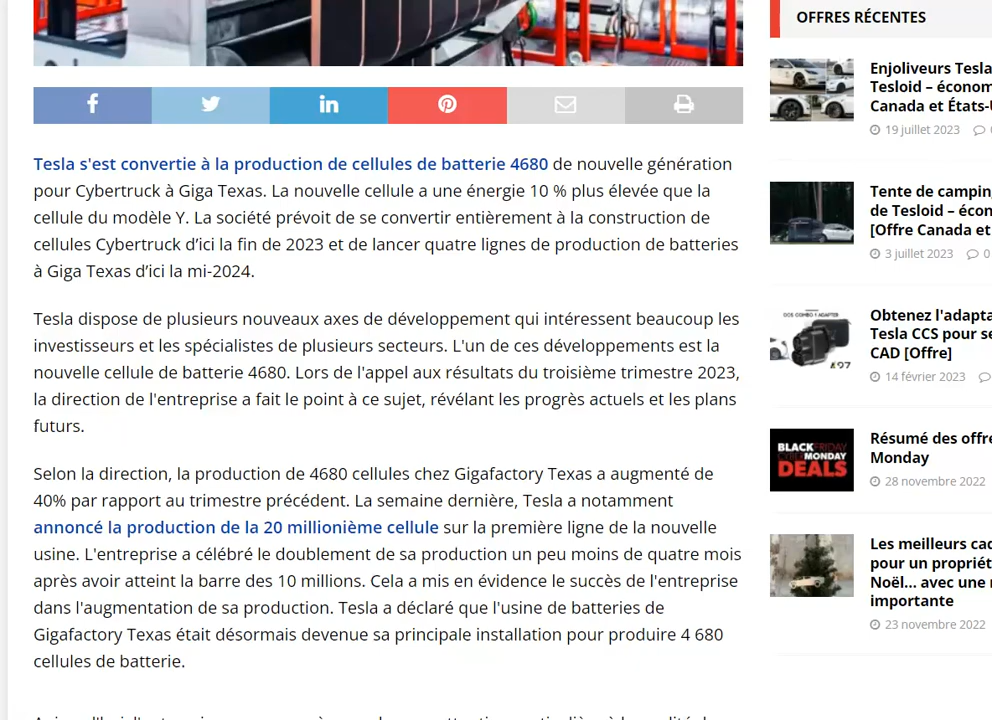 Tesla s'est convertie à la production de cellules de batterie 4680 de nouvelle génération
pour Cybertruck à Giga Texas. La nouvelle cellule a une énergie 10 % plus élevée que la
cellule du modèle Y. La société prévoit de se convertir entièrement à la construction de
cellules Cybertruck d’ici la fin de 2023 et de lancer quatre lignes de production de batteries
à Giga Texas d’ici la mi-2024.
Tesla dispose de plusieurs nouveaux axes de développement qui intéressent beaucoup les
investisseurs et les spécialistes de plusieurs secteurs. L'un de ces développements est la
nouvelle cellule de batterie 4680. Lors de l'appel aux résultats du troisième trimestre 2023,
la direction de l'entreprise a fait le point à ce sujet, révélant les progrès actuels et les plans
futurs.
Selon la direction, la production de 4680 cellules chez Gigafactory Texas a augmenté de
40% par rapport au trimestre précédent. La semaine dernière, Tesla a notamment
annoncé la production de la 20 millionième cellule sur la première ligne de la nouvelle
usine. L'entreprise a célébré le doublement de sa production un peu moins de quatre mois
après avoir atteint la barre des 10 millions. Cela a mis en évidence le succès de l'entreprise
dans l'augmentation de sa production. Tesla a déclaré que l'usine de batteries de
Gigafactory Texas était désormais devenue sa principale installation pour produire 4 680
cellules de batterie.
OFFRES RÉCENTES
Enjoliveurs Tesla
Tesloid – économ
Canada et États-U
19 juillet 2023
Tente de camping
de Tesloid – écon
[Offre Canada et
3 juillet 2023 0
CCS COMBO 1 ADAPTER
Obtenez l'adapta
Tesla CCS pour se
CAD [Offre]
14 février 2023
BLACK FRIDAY
CYBER MONDAY
DEALS
Résumé des offre
Monday
28 novembre 2022
Les meilleurs cad
pour un propriét
Noël... avec une r
importante
23 novembre 2022